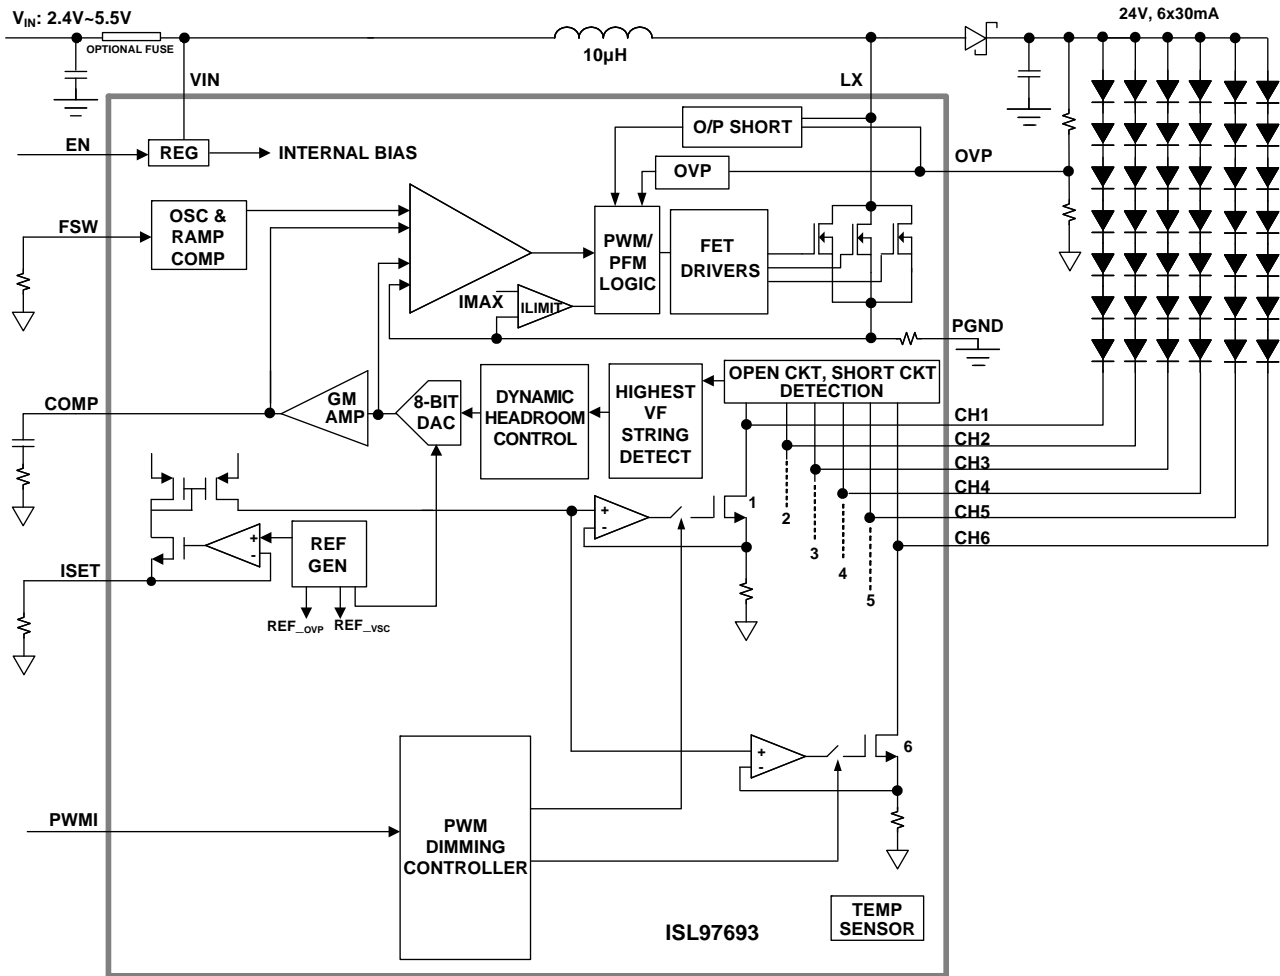 VIN: 2.4V~5.5V
24V, 6x30mA
OPTIONAL FUSE
10µH
VIN
LX
O/P SHORT
EN
REG
INTERNAL BIAS
OVP
OVP
FSW
OSC &
RAMP
COMP
PWM/
PFM
LOGIC
FET
DRIVERS
IMAX
ILIMIT
PGND
OPEN CKT, SHORT CKT
DETECTION
COMP
GM
AMP
8-BIT
DAC
DYNAMIC
HEADROOM
CONTROL
HIGHEST
VF
STRING
DETECT
CH1
CH2
CH3
CH4
CH5
CH6
+
-
1
2
3
4
5
ISET
+
-
REF
GEN
REF_OVP
REF_VSC
+
-
6
PWMI
PWM
DIMMING
CONTROLLER
TEMP
SENSOR
ISL97693